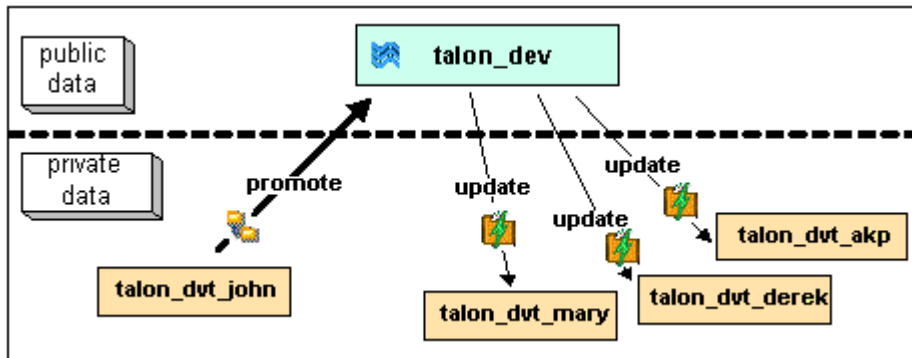 public
data
talon_dev
private
data
promote
update
update
update
talon_dvt_john
talon_dvt_mary
talon_dvt_derek
talon_dvt_akp